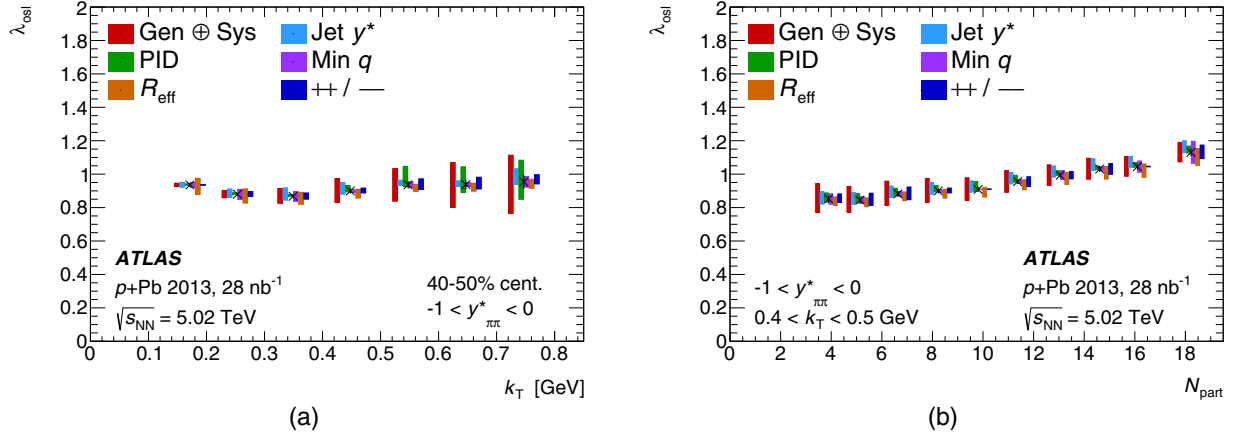 λosl
2
1.8
1.6
1.4
1.2
1
0.8
0.6
0.4
0.2
0
Gen ⊕ Sys
PID
Reff
Jet y*
Min q
++ / −−
ATLAS
p+Pb 2013, 28 nb⁻¹
√sNN = 5.02 TeV
40-50% cent.
-1 < y*ππ < 0
0 0.1 0.2 0.3 0.4 0.5 0.6 0.7 0.8
kT [GeV]
(a)
λosl
2
1.8
1.6
1.4
1.2
1
0.8
0.6
0.4
0.2
0
Gen ⊕ Sys
PID
Reff
Jet y*
Min q
++ / −−
-1 < y*ππ < 0
0.4 < kT < 0.5 GeV
ATLAS
p+Pb 2013, 28 nb⁻¹
√sNN = 5.02 TeV
0 2 4 6 8 10 12 14 16 18
Npart
(b)